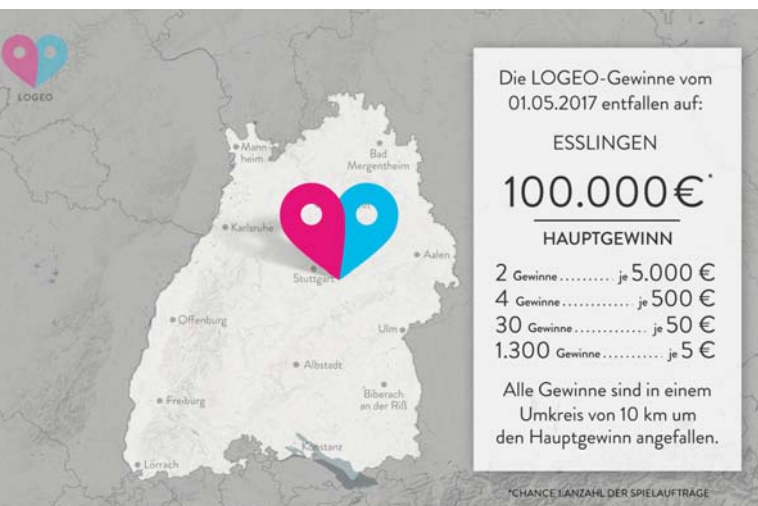 LOGEO
Mann-
heim
Bad
Mergentheim
Karlsruhe
Aalen
Stuttgart
Offenburg
Ulm
Albstadt
Freiburg
Biberach
an der Riß
Konstanz
Lörrach
Die LOGEO-Gewinne vom
01.05.2017 entfallen auf:
ESSLINGEN
100.000 €*
HAUPTGEWINN
2 Gewinne ......... je 5.000 €
4 Gewinne ............. je 500 €
30 Gewinne ............. je 50 €
1.300 Gewinne ............ je 5 €
Alle Gewinne sind in einem
Umkreis von 10 km um
den Hauptgewinn angefallen.
*CHANCE 1:ANZAHL DER SPIELAUFTRÄGE